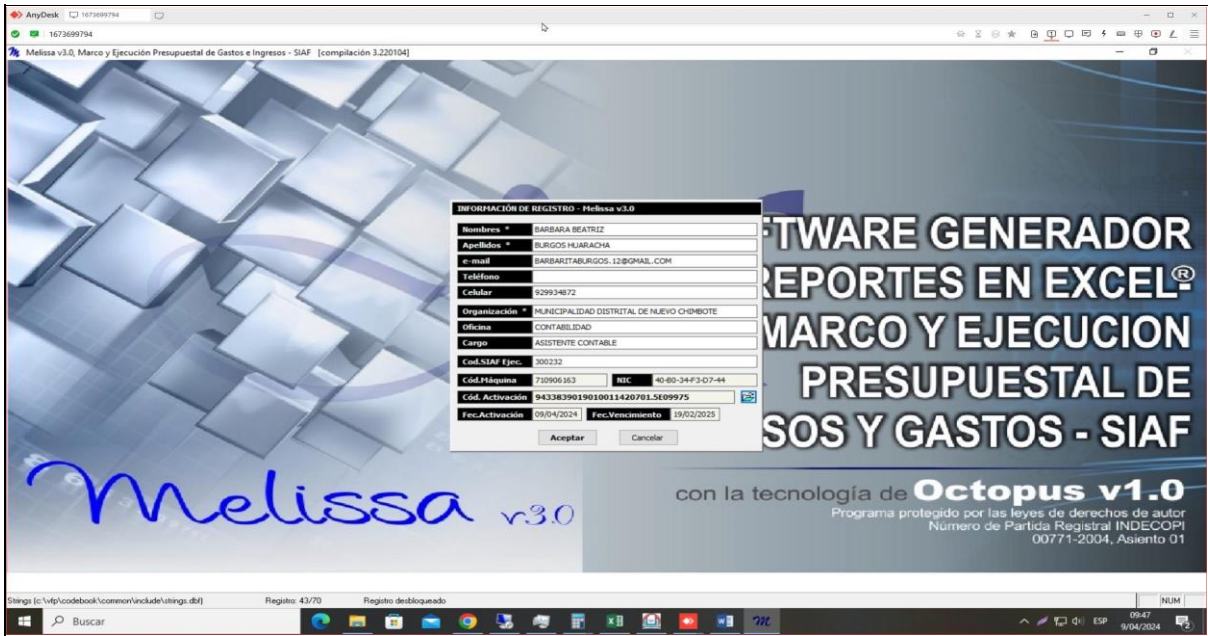 AnyDesk 1673699794
1673699794
Melissa v3.0, Marco y Ejecución Presupuestal de Gastos e Ingresos - SIAF [compilación 3.220104]
INFORMACIÓN DE REGISTRO - Melissa v3.0
Nombres * BARBARA BEATRIZ
Apellidos * BURGOS HUARACHA
e-mail BARBARITABURGOS.12@GMAIL.COM
Teléfono
Celular 929934872
Organización * MUNICIPALIDAD DISTRITAL DE NUEVO CHIMBOTE
Oficina CONTABILIDAD
Cargo ASISTENTE CONTABLE
Cod.SIAF Ejec. 300232
Cód.Máquina 710906163 NIC 40-B0-34-F3-D7-44
Cód. Activación 9433839019010011420701.5E09975
Fec.Activación 09/04/2024 Fec.Vencimiento 19/02/2025
Aceptar Cancelar
FTWARE GENERADOR
REPORTES EN EXCEL®
MARCO Y EJECUCION
PRESUPUESTAL DE
SOS Y GASTOS - SIAF
Melissa v3.0
con la tecnología de Octopus v1.0
Programa protegido por las leyes de derechos de autor
Número de Partida Registral INDECOPI
00771-2004, Asiento 01
Strings (c:\vfp\codebook\common\include\strings.dbf) Registro: 43/70 Registro desbloqueado NUM
Buscar ESP 09:47
9/04/2024